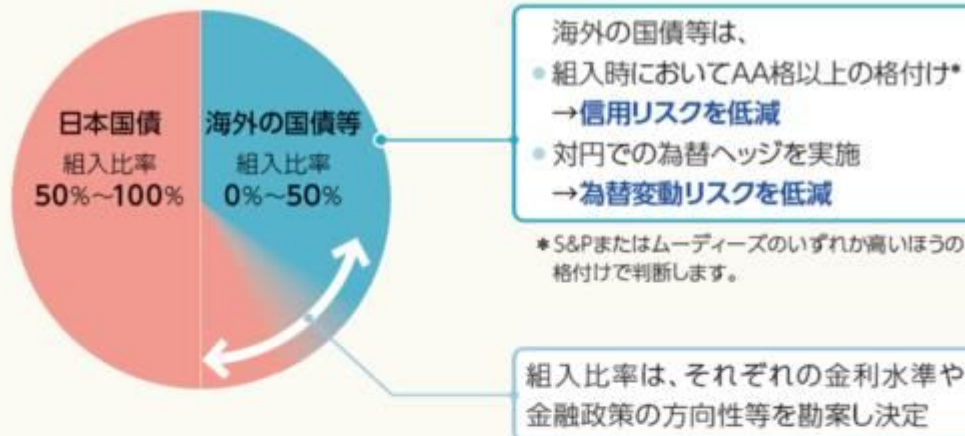 日本国債
組入比率
50%～100%
海外の国債等
組入比率
0%～50%
海外の国債等は、
●組入時においてAA格以上の格付け*
→信用リスクを低減
●対円での為替ヘッジを実施
→為替変動リスクを低減
*S&Pまたはムーディーズのいずれか高いほうの
格付けで判断します。
組入比率は、それぞれの金利水準や
金融政策の方向性等を勘案し決定